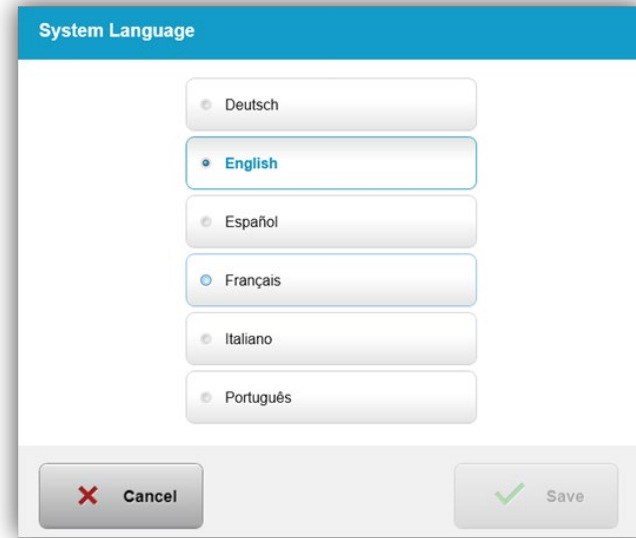 System Language
Deutsch
English
Español
Français
Italiano
Português
Cancel
Save